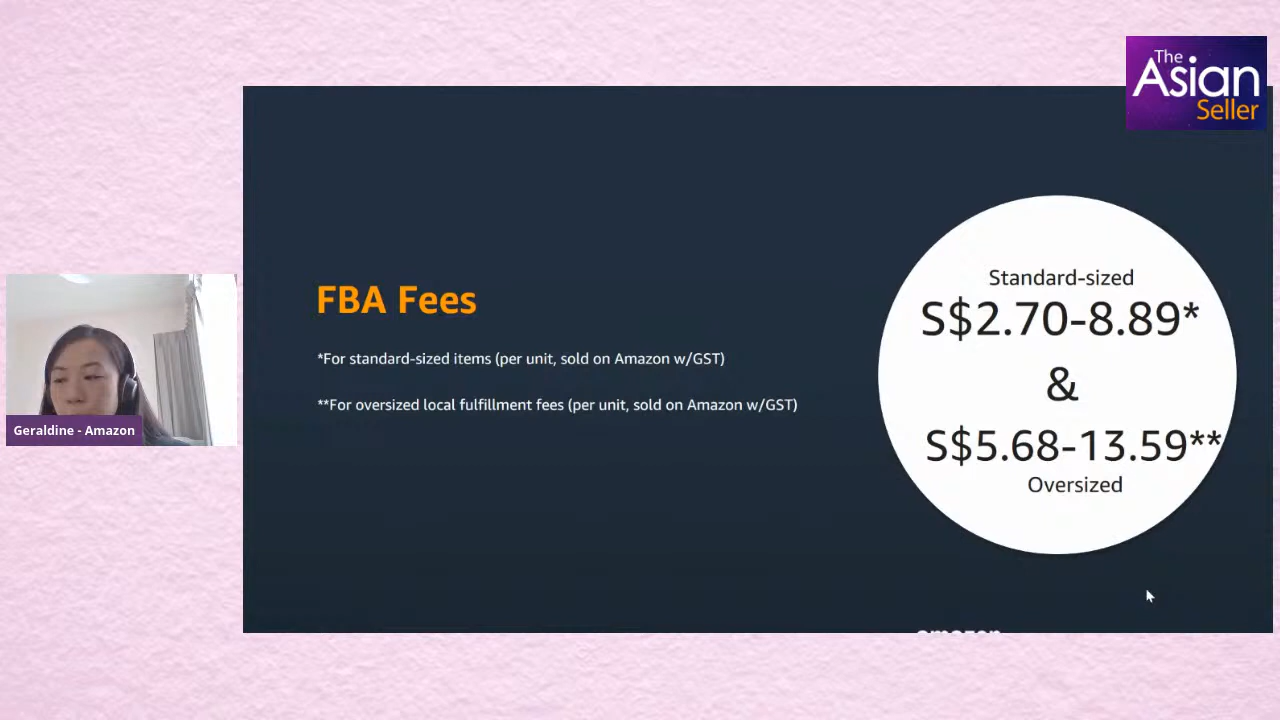 The
Asian
Seller
FBA Fees
*For standard-sized items (per unit, sold on Amazon w/GST)
**For oversized local fulfillment fees (per unit, sold on Amazon w/GST)
Standard-sized
S$2.70-8.89*
&
S$5.68-13.59**
Oversized
Geraldine - Amazon
amazon